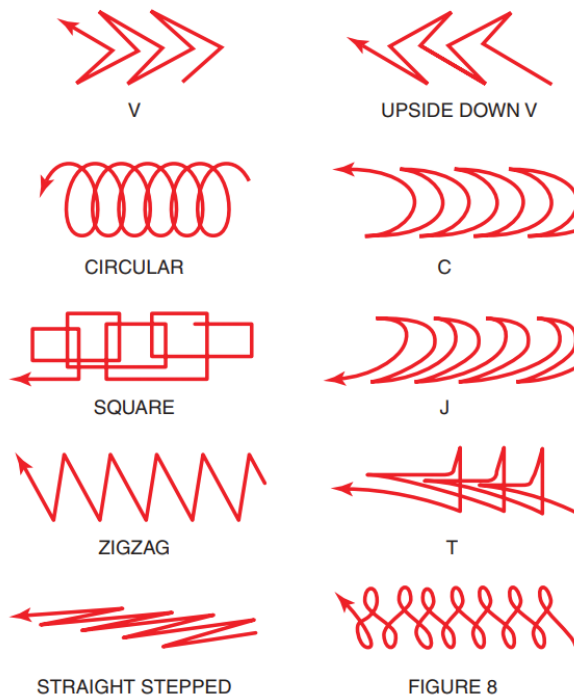 V
UPSIDE DOWN V
CIRCULAR
C
SQUARE
J
ZIGZAG
T
STRAIGHT STEPPED
FIGURE 8